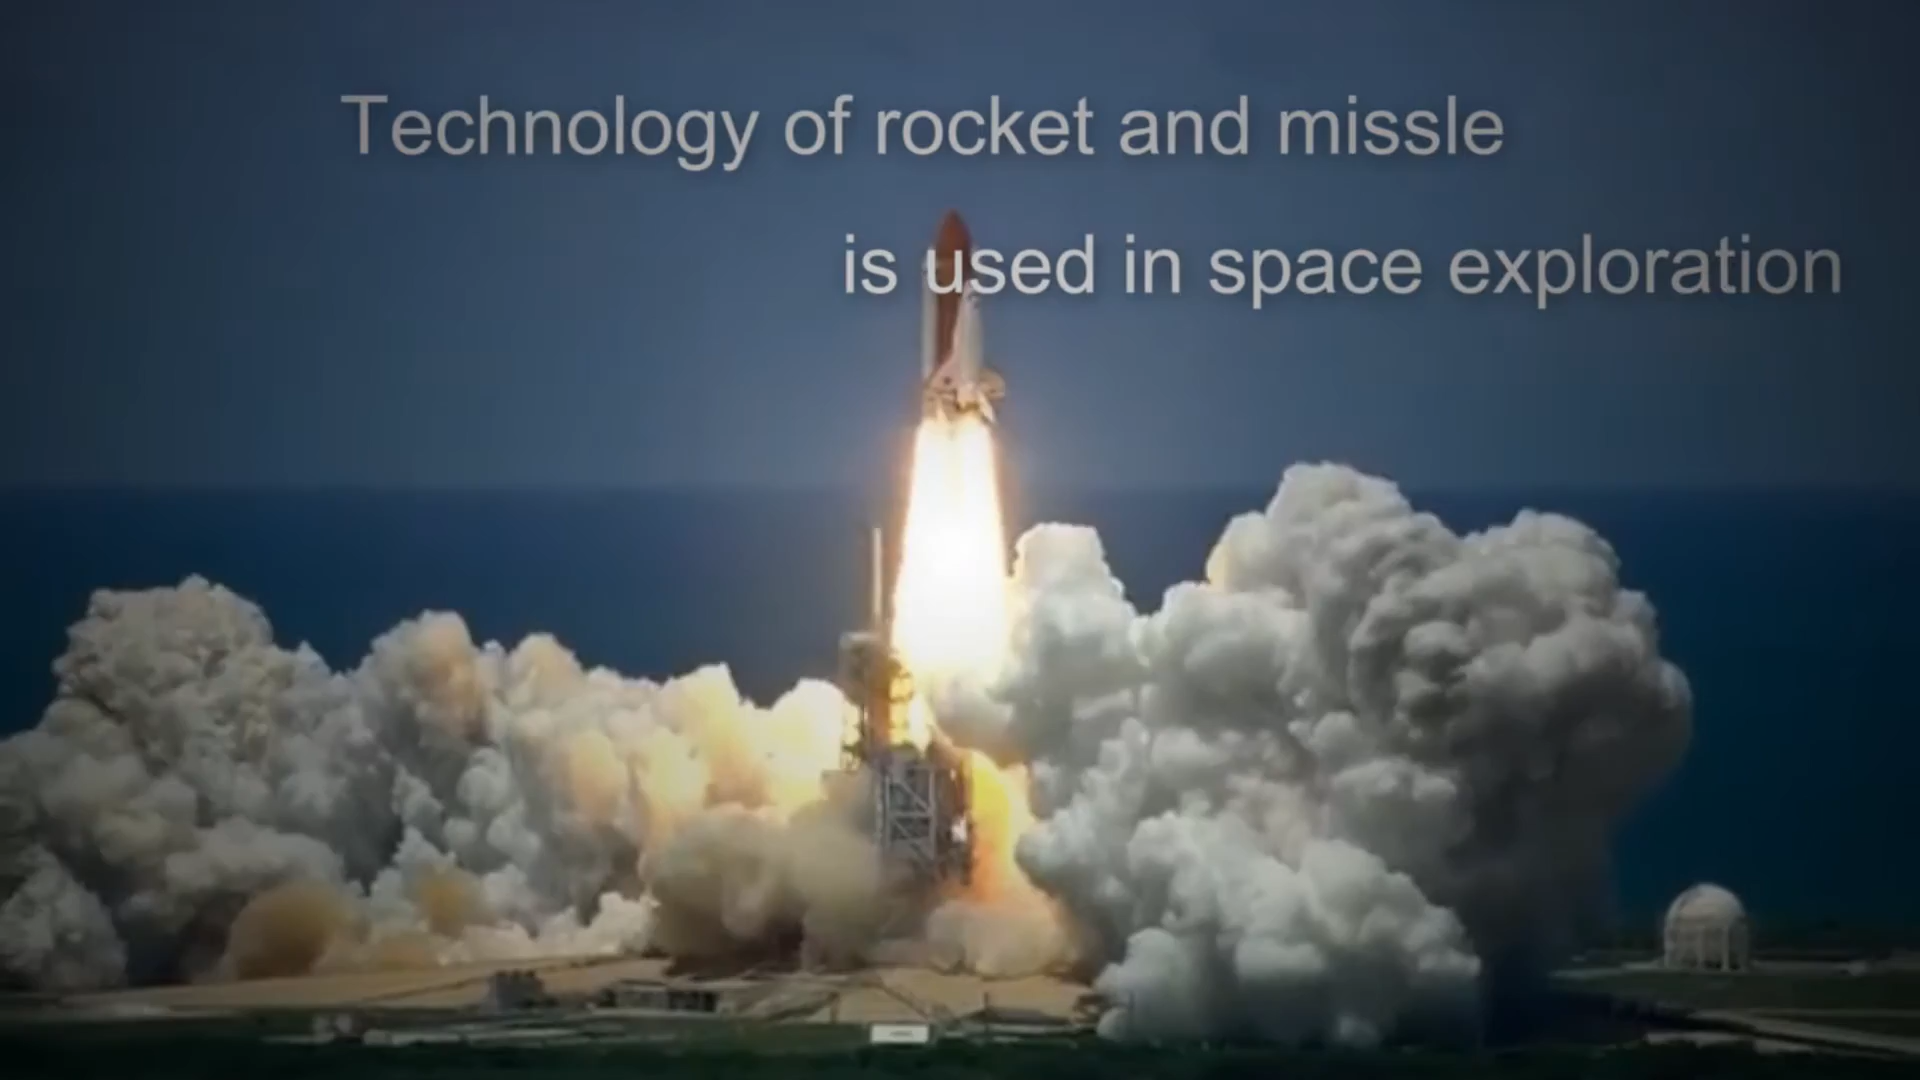 Technology of rocket and missle
is used in space exploration